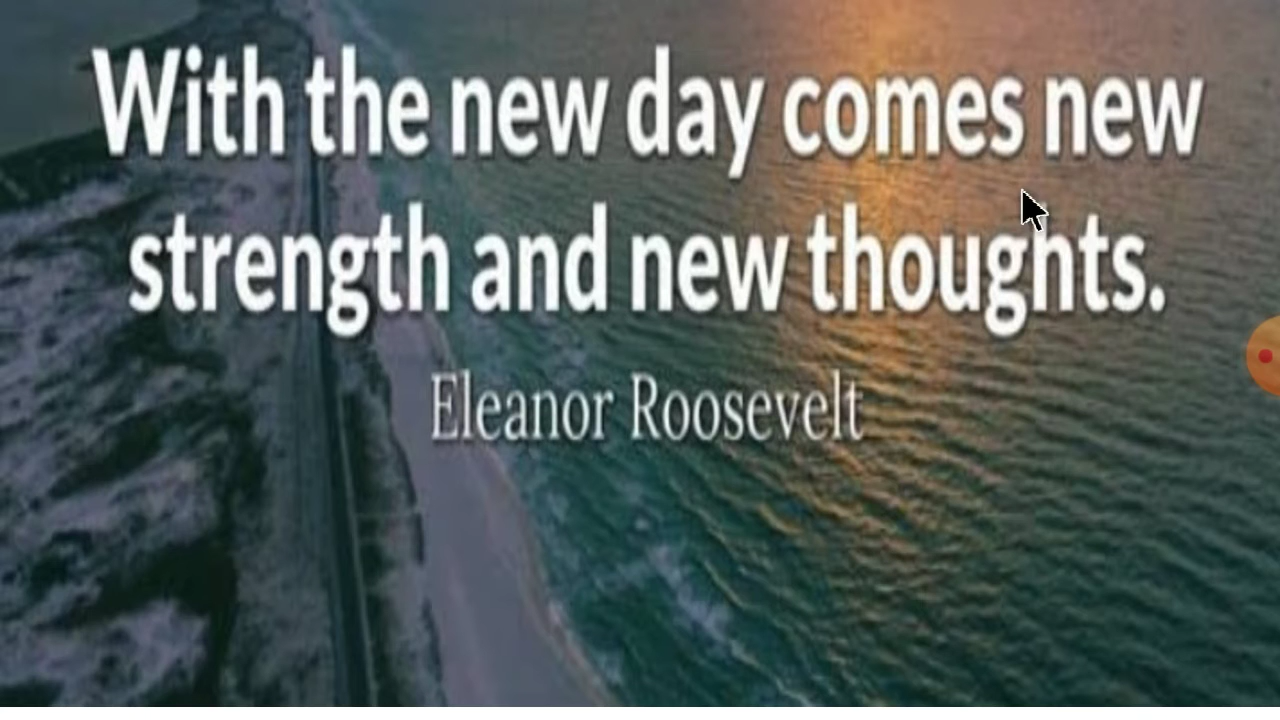 With the new day comes new
strength and new thoughts.
Eleanor Roosevelt